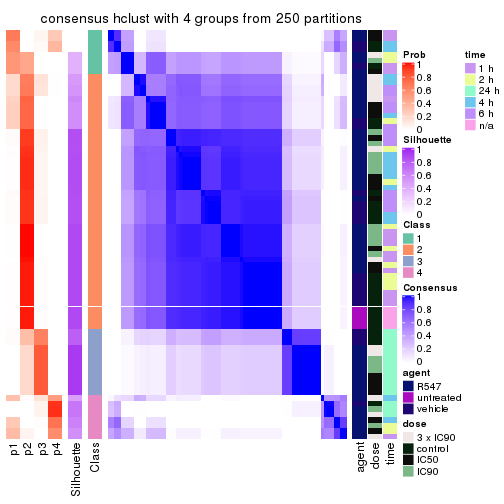 consensus hclust with 4 groups from 250 partitions
Prob
1
0.8
0.6
0.4
0.2
0
time
1 h
2 h
24 h
4 h
6 h
n/a
Silhouette
1
0.8
0.6
0.4
0.2
0
Class
1
2
3
4
Consensus
1
0.8
0.6
0.4
0.2
0
agent
R547
untreated
vehicle
dose
3 x IC90
control
IC50
IC90
p1
p2
p3
p4
Silhouette
Class
agent
dose
time